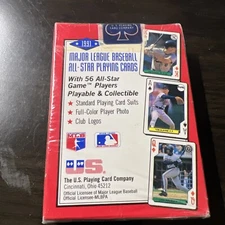 1991
MAJOR LEAGUE BASEBALL
ALL-STAR PLAYING CARDS
With 56 All-Star
Game™ Players
Playable & Collectible
• Standard Playing Card Suits
• Full-Color Player Photo
• Club Logos
MLB
US
The U.S. Playing Card Company
Cincinnati, Ohio 45212
Official Licensee of Major League Baseball
Official Licensee-MLBPA